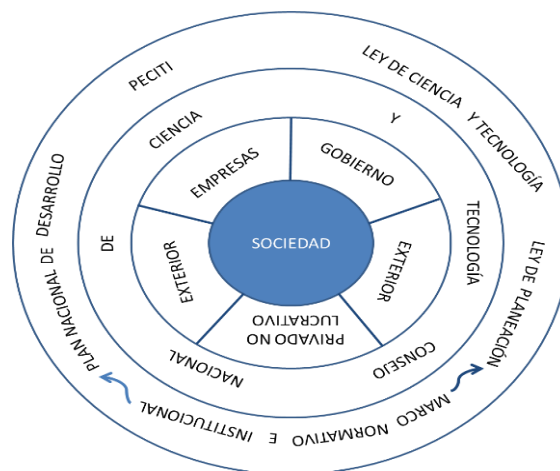 PECITI
LEY DE CIENCIA Y TECNOLOGÍA
PLAN NACIONAL DE DESARROLLO
LEY DE PLANEACIÓN
MARCO NORMATIVO E INSTITUCIONAL
CONSEJO
NACIONAL
DE
CIENCIA
Y
TECNOLOGÍA
EMPRESAS
GOBIERNO
EXTERIOR
EXTERIOR
PRIVADO NO
LUCRATIVO
SOCIEDAD